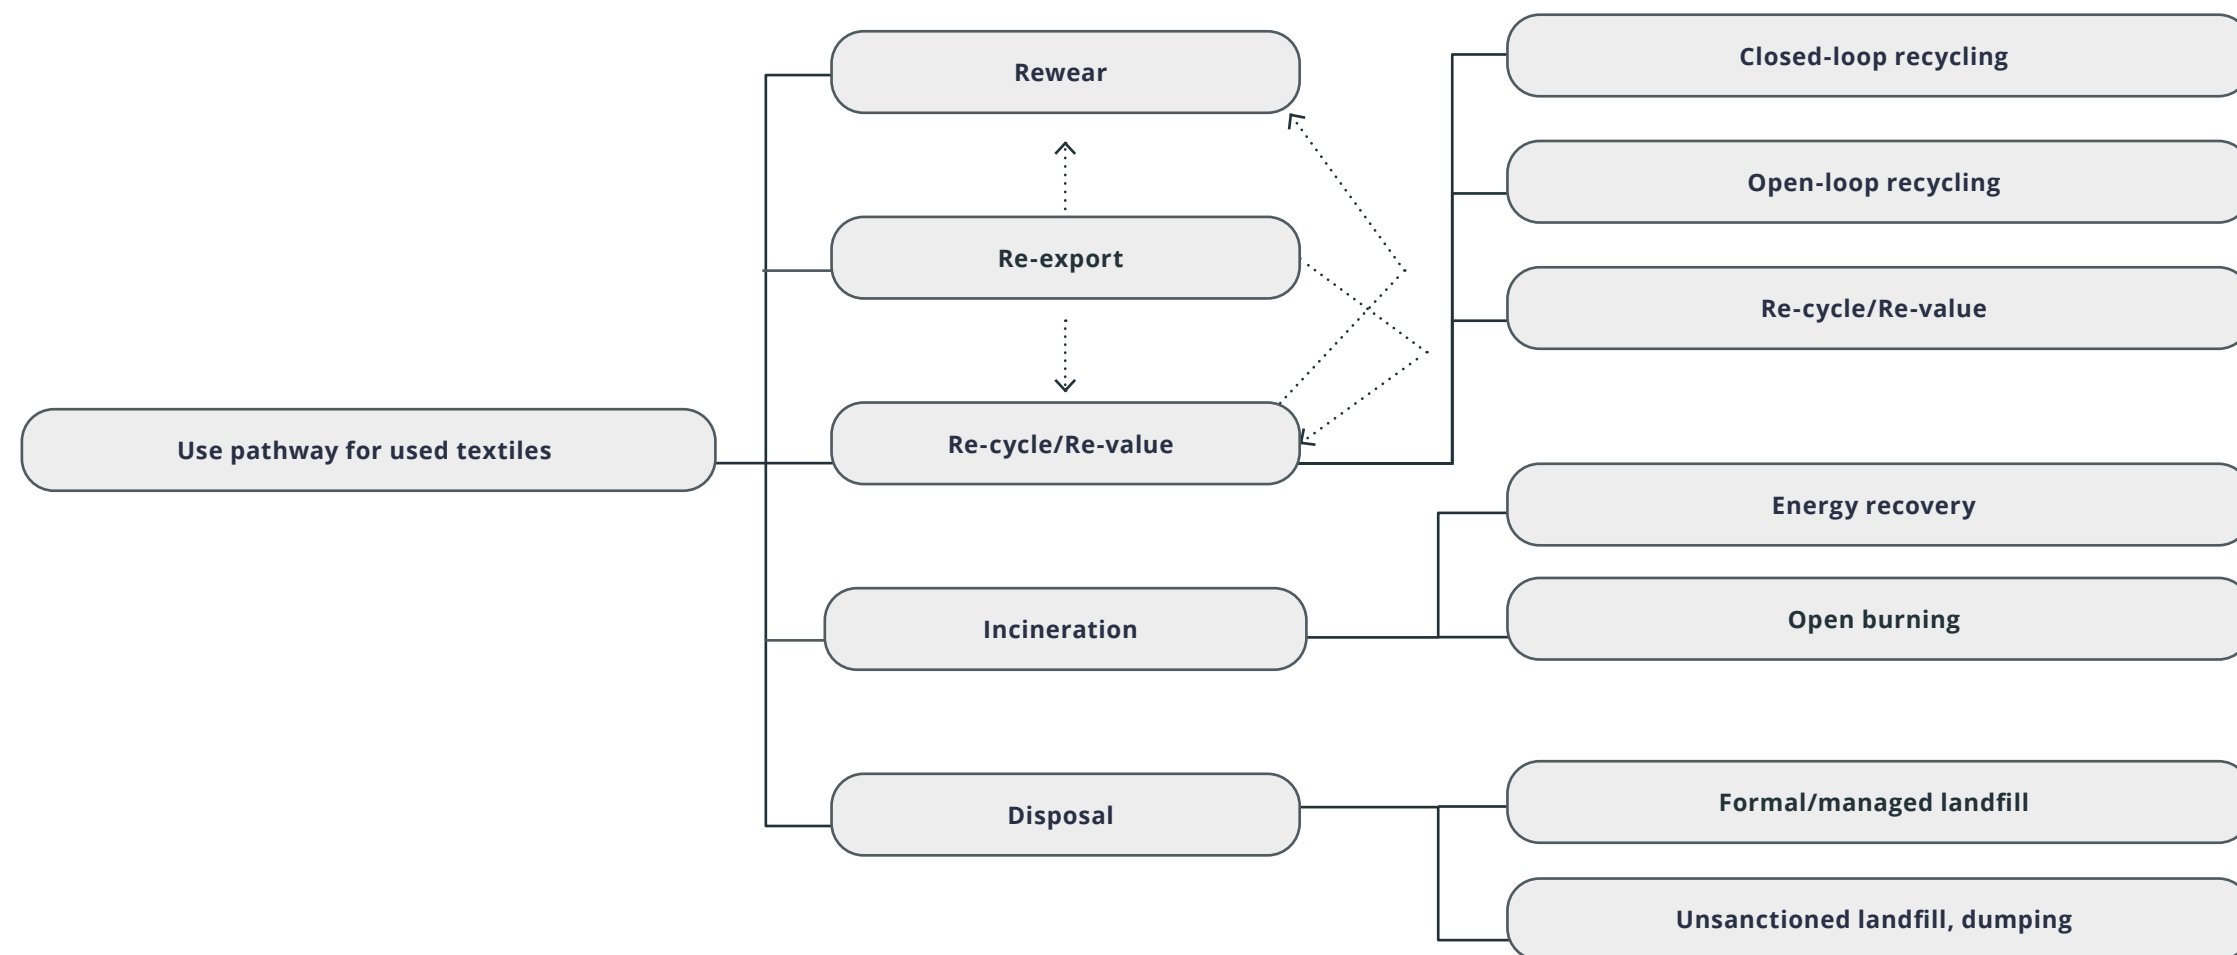 Use pathway for used textiles
Rewear
Re-export
Re-cycle/Re-value
Incineration
Disposal
Closed-loop recycling
Open-loop recycling
Re-cycle/Re-value
Energy recovery
Open burning
Formal/managed landfill
Unsanctioned landfill, dumping